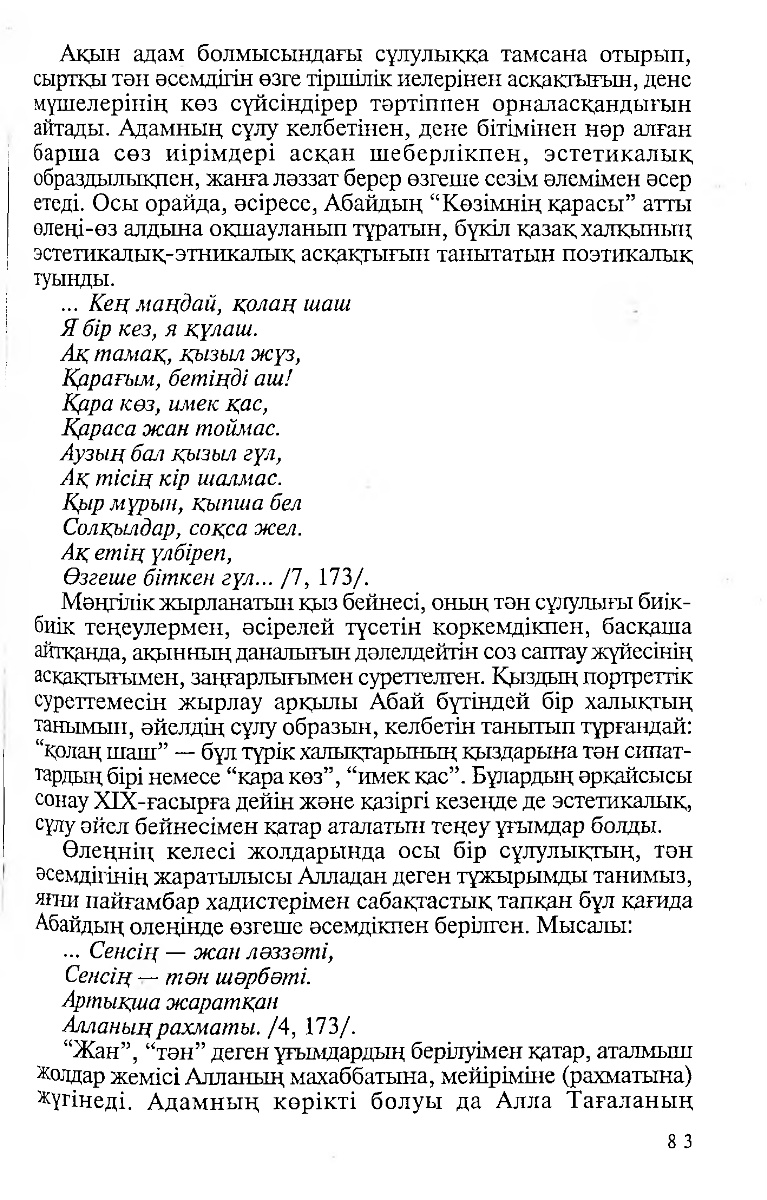 Ақын адам болмысындағы сұлулыққа тамсана отырып,
сыртқы тән әсемдігін өзге тіршілік иелерінен асқақтығын, дене
мүшелерінің көз сүйсіндірер тәртіппен орналасқандығын
айтады. Адамның сұлу келбетінен, дене бітімінен нәр алған
барша сөз иірімдері асқан шеберлікпен, эстетикалық
образдылықпен, жанға ләззат берер өзгеше сезім әлемімен әсер
етеді. Осы орайда, әсіресе, Абайдың “Көзімнің қарасы” атты
өлеңі-өз алдына оқшауланып тұратын, бүкіл қазақ халқының
эстетикалық-этникалық асқақтығын танытатын поэтикалық
туынды.
... Кең маңдай, қолаң шаш
Я бір кез, я құлаш.
Ақ тамақ, қызыл жүз,
Қарағым, бетіңді аш!
Қара көз, имек қас,
Қараса жан тоймас.
Аузың бал қызыл гүл,
Ақ тісің кір шалмас.
Қыр мұрын, қыпша бел
Солқылдар, соқса жел.
Ақ етің үлбіреп,
Өзгеше біткен гүл... /7, 173/.
Мәңгілік жырланатын қыз бейнесі, оның тән сұлулығы биік-
биік теңеулермен, әсірелей түсетін коркемдікпен, басқаша
айтқанда, ақынның даналығын дәлелдейтін соз саптау жүйесінің
асқақтығымен, заңғарлығымен суреттелген. Қыздың портреттік
суреттемесін жырлау арқылы Абай бүтіндей бір халықтың
танымын, әйелдің сұлу образын, келбетін танытып тұрғандай:
“қолаң шаш” — бұл түрік халықтарының қыздарына тән сипат-
тардың бірі немесе “қара көз”, “имек қас”. Бұлардың әрқайсысы
сонау XIX-ғасырға дейін және қазіргі кезеңде де эстетикалық,
сұлу әйел бейнесімен қатар аталатын теңеу ұғымдар болды.
Өлеңнің келесі жолдарында осы бір сұлулықтың, тән
әсемдігінің жаратылысы Алладан деген тұжырымды танимыз,
яғни пайғамбар хадистерімен сабақтастық тапқан бұл қағида
Абайдың олеңінде өзгеше әсемдікпен берілген. Мысалы:
... Сенсің — жан ләззәті,
Сенсің — тән шәрбәті.
Артықша жаратқан
Алланың рахматы. /4, 173/.
“Жан”, “тән” деген ұғымдардың берілуімен қатар, аталмыш
жолдар жемісі Алланың махаббатына, мейіріміне (рахматына)
жүгінеді. Адамның көрікті болуы да Алла Тағаланың
83